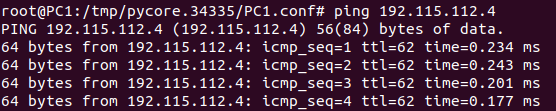 root@PC1:/tmp/pycore.34335/PC1.conf# ping 192.115.112.4
PING 192.115.112.4 (192.115.112.4) 56(84) bytes of data.
64 bytes from 192.115.112.4: icmp_seq=1 ttl=62 time=0.234 ms
64 bytes from 192.115.112.4: icmp_seq=2 ttl=62 time=0.243 ms
64 bytes from 192.115.112.4: icmp_seq=3 ttl=62 time=0.201 ms
64 bytes from 192.115.112.4: icmp_seq=4 ttl=62 time=0.177 ms